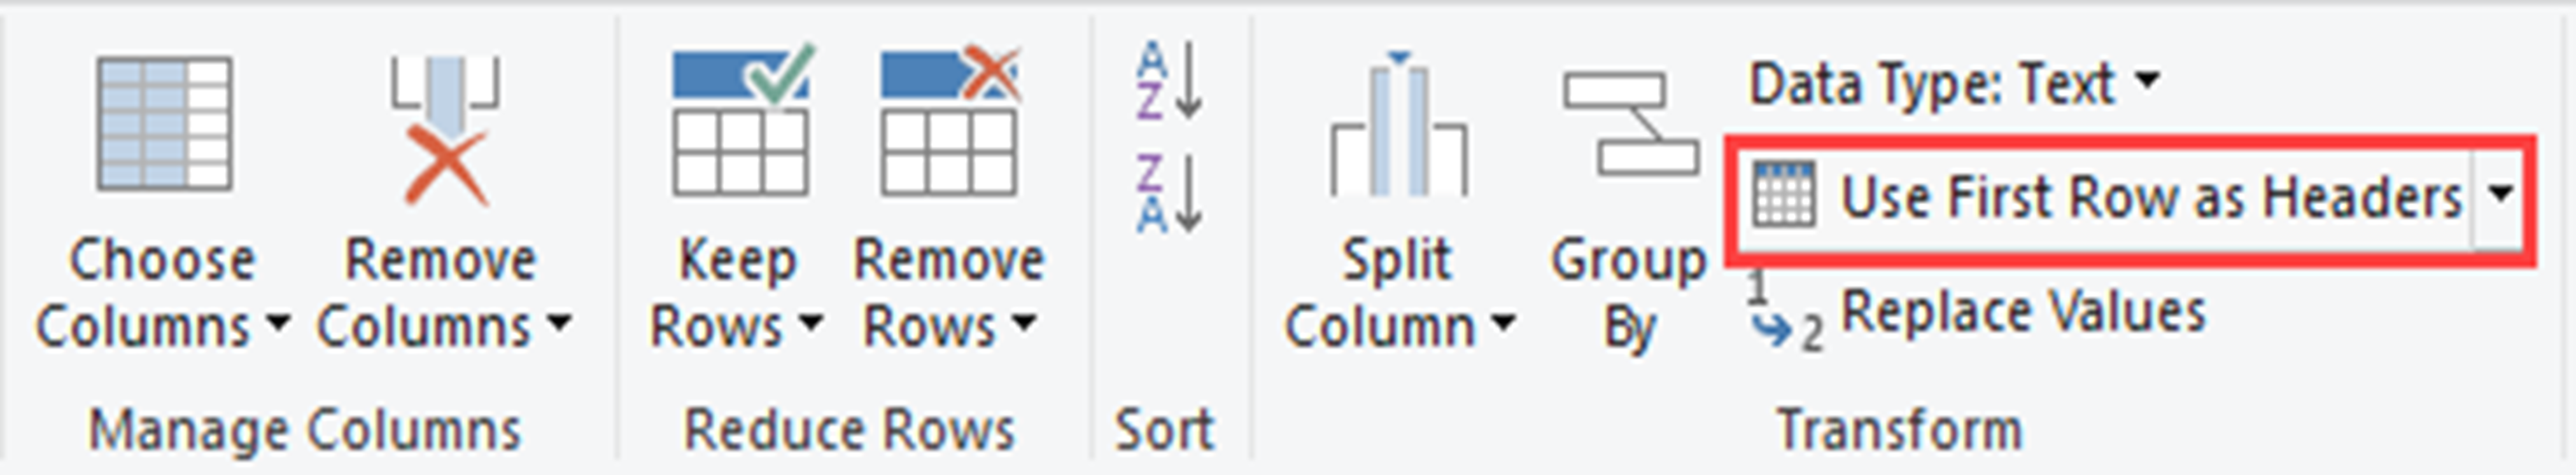 Choose
Columns
Remove
Columns
Manage Columns
Keep
Rows
Remove
Rows
Reduce Rows
A
Z
Z
A
Sort
Split
Column
Group
By
Data Type: Text
Use First Row as Headers
1
2
Replace Values
Transform